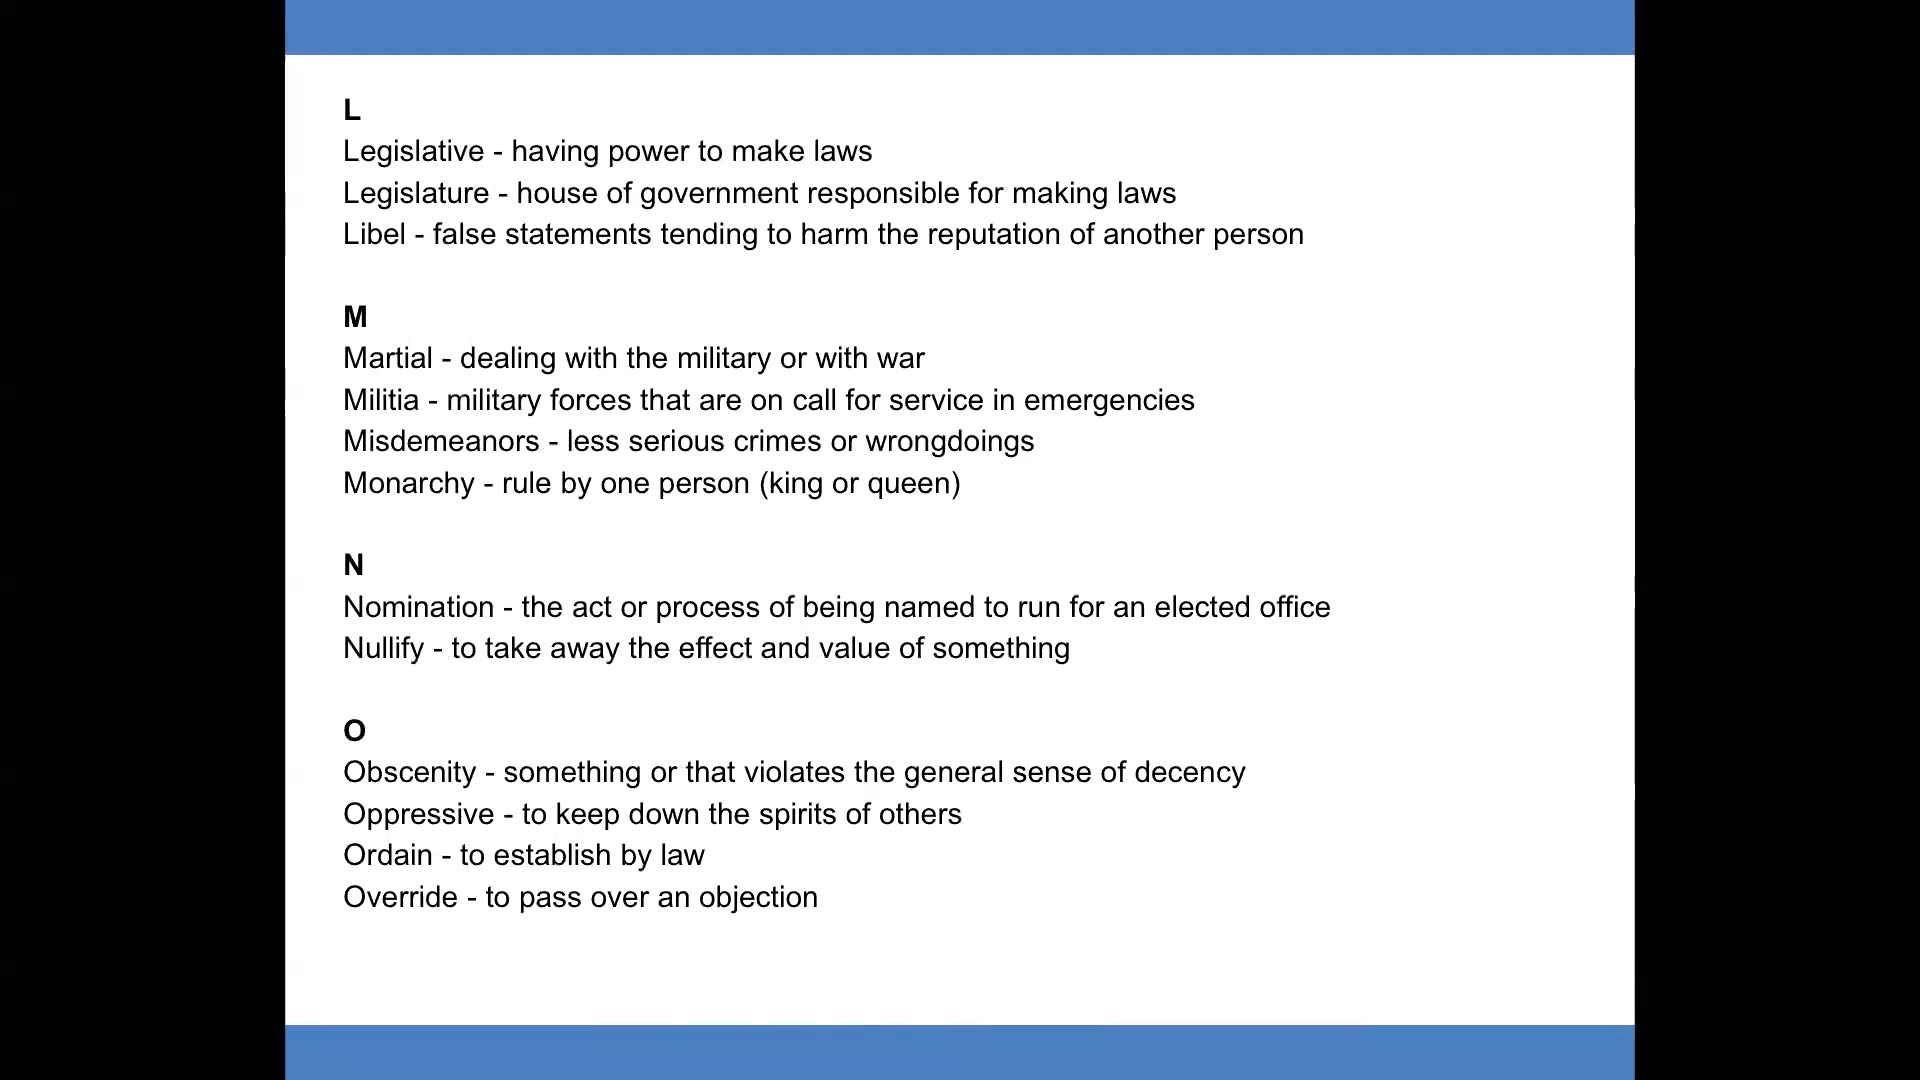 L
Legislative - having power to make laws
Legislature - house of government responsible for making laws
Libel - false statements tending to harm the reputation of another person
M
Martial - dealing with the military or with war
Militia - military forces that are on call for service in emergencies
Misdemeanors - less serious crimes or wrongdoings
Monarchy - rule by one person (king or queen)
N
Nomination - the act or process of being named to run for an elected office
Nullify - to take away the effect and value of something
O
Obscenity - something or that violates the general sense of decency
Oppressive - to keep down the spirits of others
Ordain - to establish by law
Override - to pass over an objection